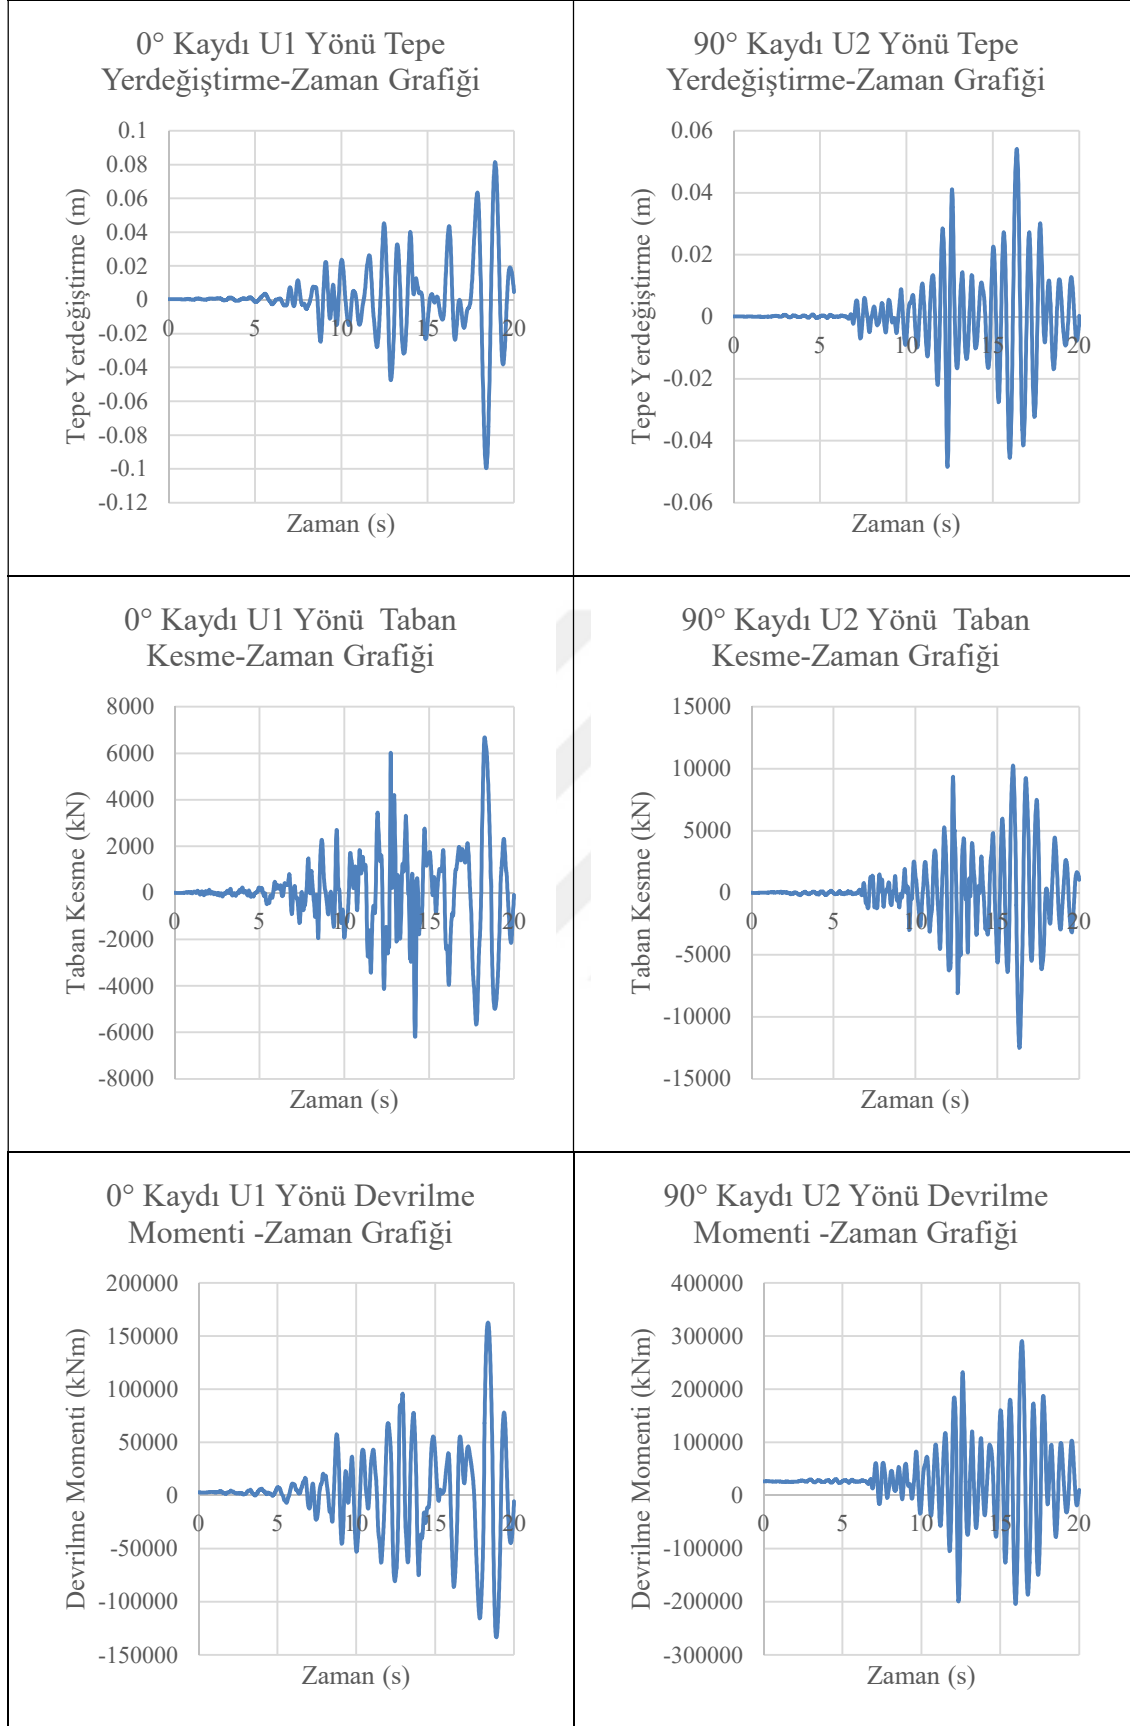 0° Kaydı U1 Yönü Tepe
Yerdeğiştirme-Zaman Grafiği
Tepe Yerdeğiştirme (m)
0.1
0.08
0.06
0.04
0.02
0
-0.02
-0.04
-0.06
-0.08
-0.1
-0.12
0 5 10 15 20
Zaman (s)
90° Kaydı U2 Yönü Tepe
Yerdeğiştirme-Zaman Grafiği
Tepe Yerdeğiştirme (m)
0.06
0.04
0.02
0
-0.02
-0.04
-0.06
0 5 10 15 20
Zaman (s)
0° Kaydı U1 Yönü Taban
Kesme-Zaman Grafiği
Taban Kesme (kN)
8000
6000
4000
2000
0
-2000
-4000
-6000
-8000
0 5 10 15 20
Zaman (s)
90° Kaydı U2 Yönü Taban
Kesme-Zaman Grafiği
Taban Kesme (kN)
15000
10000
5000
0
-5000
-10000
-15000
0 5 10 15 20
Zaman (s)
0° Kaydı U1 Yönü Devrilme
Momenti -Zaman Grafiği
Devrilme Momenti (kNm)
200000
150000
100000
50000
0
-50000
-100000
-150000
0 5 10 15 20
Zaman (s)
90° Kaydı U2 Yönü Devrilme
Momenti -Zaman Grafiği
Devrilme Momenti (kNm)
400000
300000
200000
100000
0
-100000
-200000
-300000
0 5 10 15 20
Zaman (s)